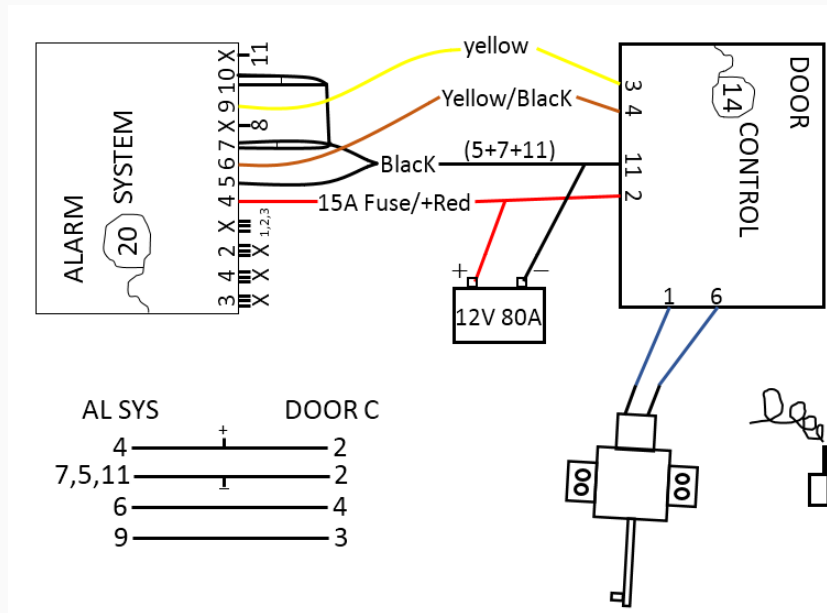 yellow
Yellow/BlacK
BlacK (5+7+11)
15A Fuse/+Red
ALARM
SYSTEM
20
X 11
10
9
X 8
7
6
5
4
X 1,2,3
2 X
4 X
3 X
DOOR
CONTROL
14
3
4
11
2
1 6
+ −
12V 80A
AL SYS DOOR C
+
4 2
7,5,11 2
−
6 4
9 3